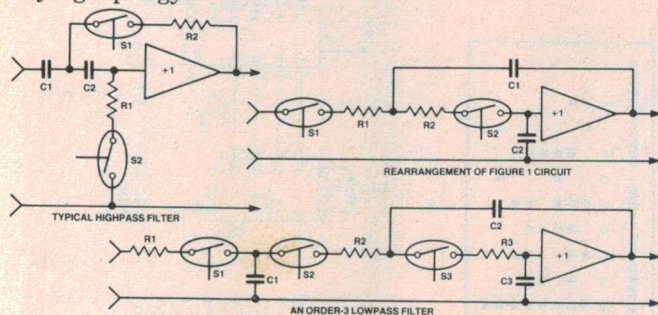 S1
R2
C1
C2
+1
R1
S2
TYPICAL HIGHPASS FILTER
C1
S1
R1
R2
S2
+1
C2
REARRANGEMENT OF FIGURE 1 CIRCUIT
R1
S1
C1
S2
R2
C2
S3
R3
+1
C3
AN ORDER-3 LOWPASS FILTER